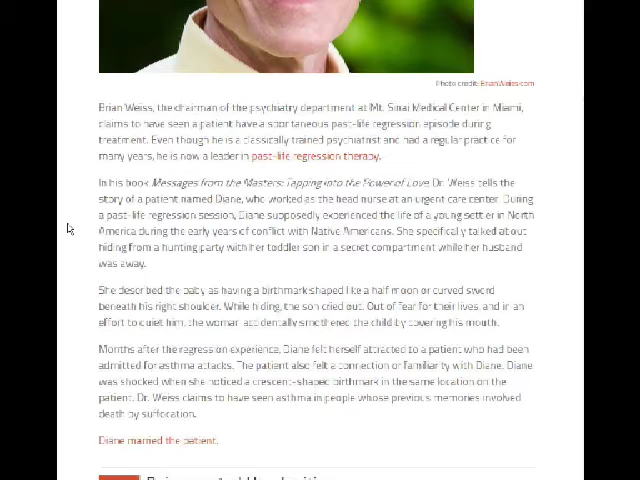 Photo credit: BrianWeiss.com
Brian Weiss, the chairman of the psychiatry department at Mt. Sinai Medical Center in Miami,
claims to have seen a patient have a spontaneous past-life regression episode during
treatment. Even though he is a classically trained psychiatrist and had a regular practice for
many years, he is now a leader in past-life regression therapy.
In his book Messages from the Masters: Tapping into the Power of Love, Dr. Weiss tells the
story of a patient named Diane, who worked as the head nurse at an urgent care center. During
a past-life regression session, Diane supposedly experienced the life of a young settler in North
America during the early years of conflict with Native Americans. She specifically talked about
hiding from a hunting party with her toddler son in a secret compartment while her husband
was away.
She described the baby as having a birthmark shaped like a half moon or curved sword
beneath his right shoulder. While hiding, the son cried out. Out of fear for their lives, and in an
effort to quiet him, the woman accidentally smothered the child by covering his mouth.
Months after the regression experience, Diane felt herself attracted to a patient who had been
admitted for asthma attacks. The patient also felt a connection or familiarity with Diane. Diane
was shocked when she noticed a crescent-shaped birthmark in the same location on the
patient. Dr. Weiss claims to have seen asthma in people whose previous memories involved
death by suffocation.
Diane married the patient.